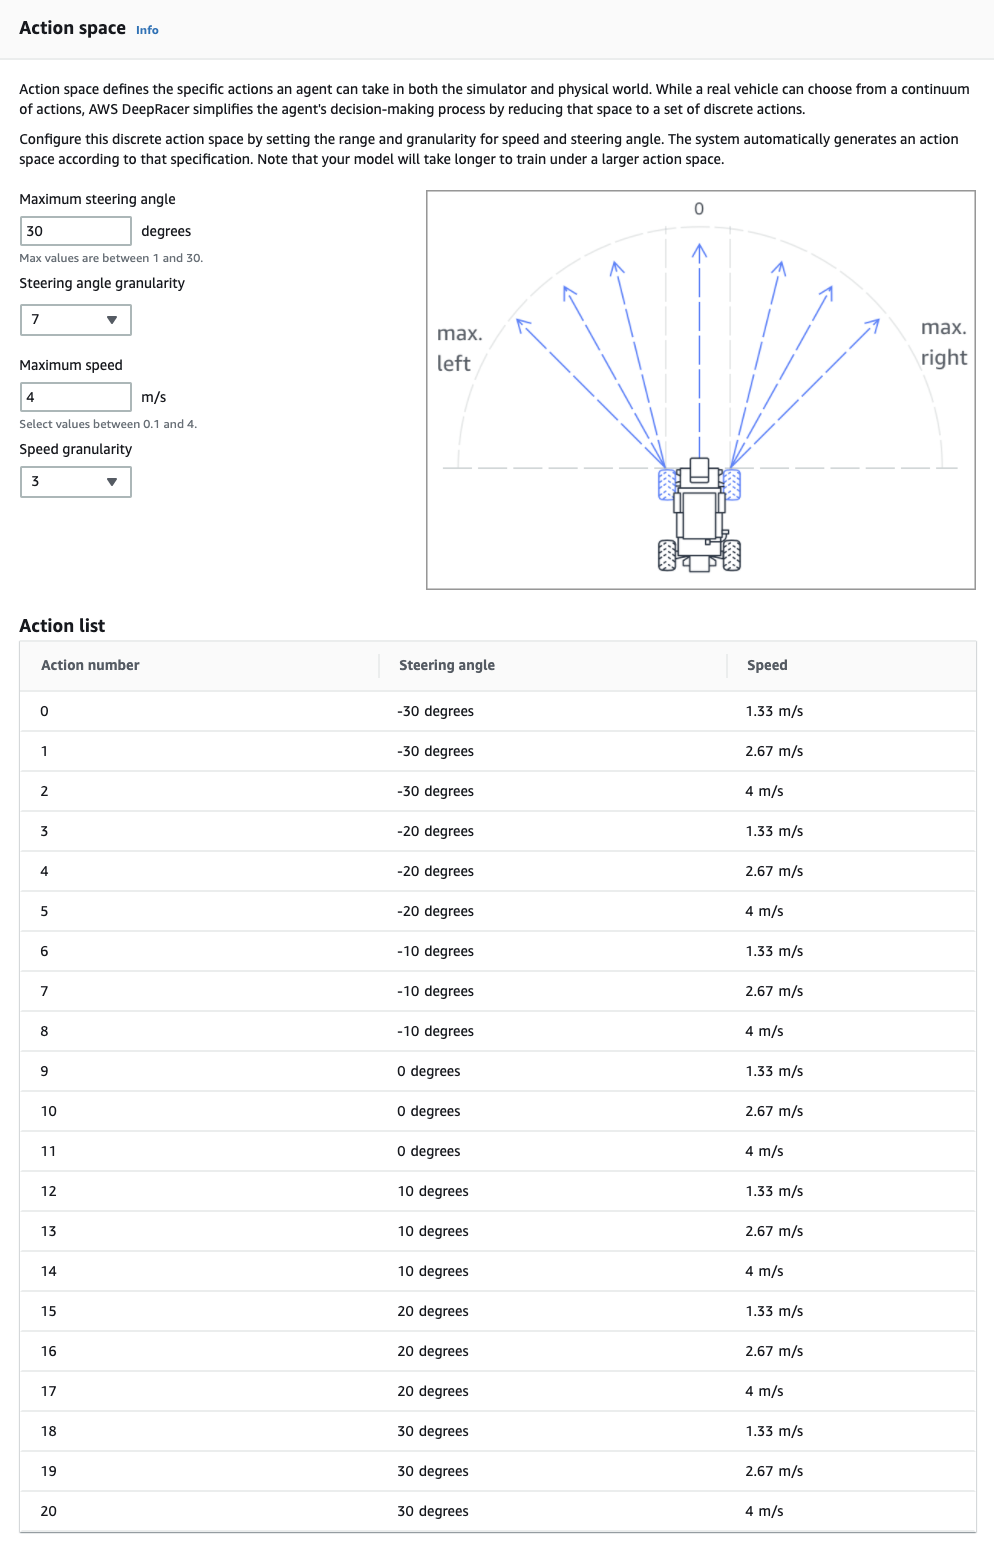 Action space Info
Action space defines the specific actions an agent can take in both the simulator and physical world. While a real vehicle can choose from a continuum
of actions, AWS DeepRacer simplifies the agent's decision-making process by reducing that space to a set of discrete actions.
Configure this discrete action space by setting the range and granularity for speed and steering angle. The system automatically generates an action
space according to that specification. Note that your model will take longer to train under a larger action space.
Maximum steering angle
30 degrees
Max values are between 1 and 30.
Steering angle granularity
7
Maximum speed
4 m/s
Select values between 0.1 and 4.
Speed granularity
3
0
max.
left
max.
right
Action list
Action number Steering angle Speed
0 -30 degrees 1.33 m/s
1 -30 degrees 2.67 m/s
2 -30 degrees 4 m/s
3 -20 degrees 1.33 m/s
4 -20 degrees 2.67 m/s
5 -20 degrees 4 m/s
6 -10 degrees 1.33 m/s
7 -10 degrees 2.67 m/s
8 -10 degrees 4 m/s
9 0 degrees 1.33 m/s
10 0 degrees 2.67 m/s
11 0 degrees 4 m/s
12 10 degrees 1.33 m/s
13 10 degrees 2.67 m/s
14 10 degrees 4 m/s
15 20 degrees 1.33 m/s
16 20 degrees 2.67 m/s
17 20 degrees 4 m/s
18 30 degrees 1.33 m/s
19 30 degrees 2.67 m/s
20 30 degrees 4 m/s